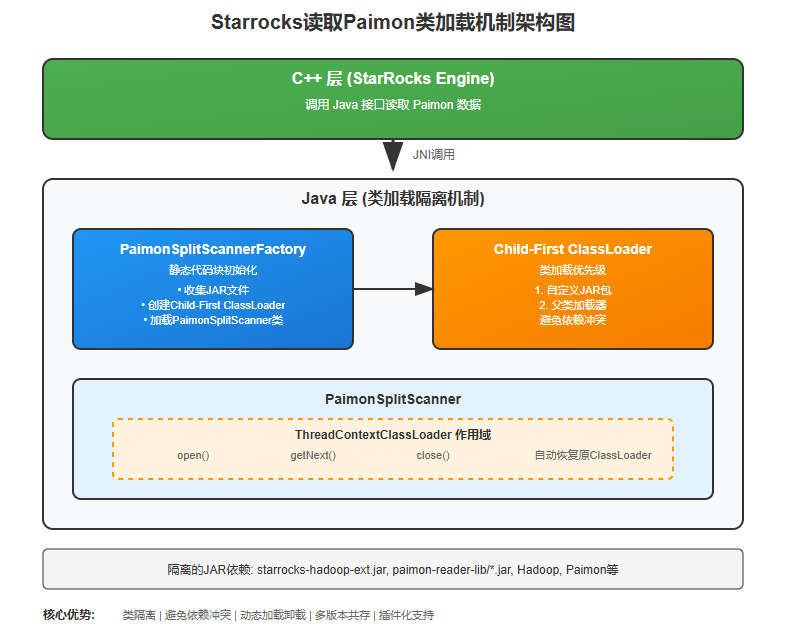 Starrocks读取Paimon类加载机制架构图
C++ 层 (StarRocks Engine)
调用 Java 接口读取 Paimon 数据
JNI调用
Java 层 (类加载隔离机制)
PaimonSplitScannerFactory
静态代码块初始化
• 收集JAR文件
• 创建Child-First ClassLoader
• 加载PaimonSplitScanner类
Child-First ClassLoader
类加载优先级
1. 自定义JAR包
2. 父类加载器
避免依赖冲突
PaimonSplitScanner
ThreadContextClassLoader 作用域
open() getNext() close() 自动恢复原ClassLoader
隔离的JAR依赖: starrocks-hadoop-ext.jar, paimon-reader-lib/*.jar, Hadoop, Paimon等
核心优势: 类隔离 | 避免依赖冲突 | 动态加载卸载 | 多版本共存 | 插件化支持